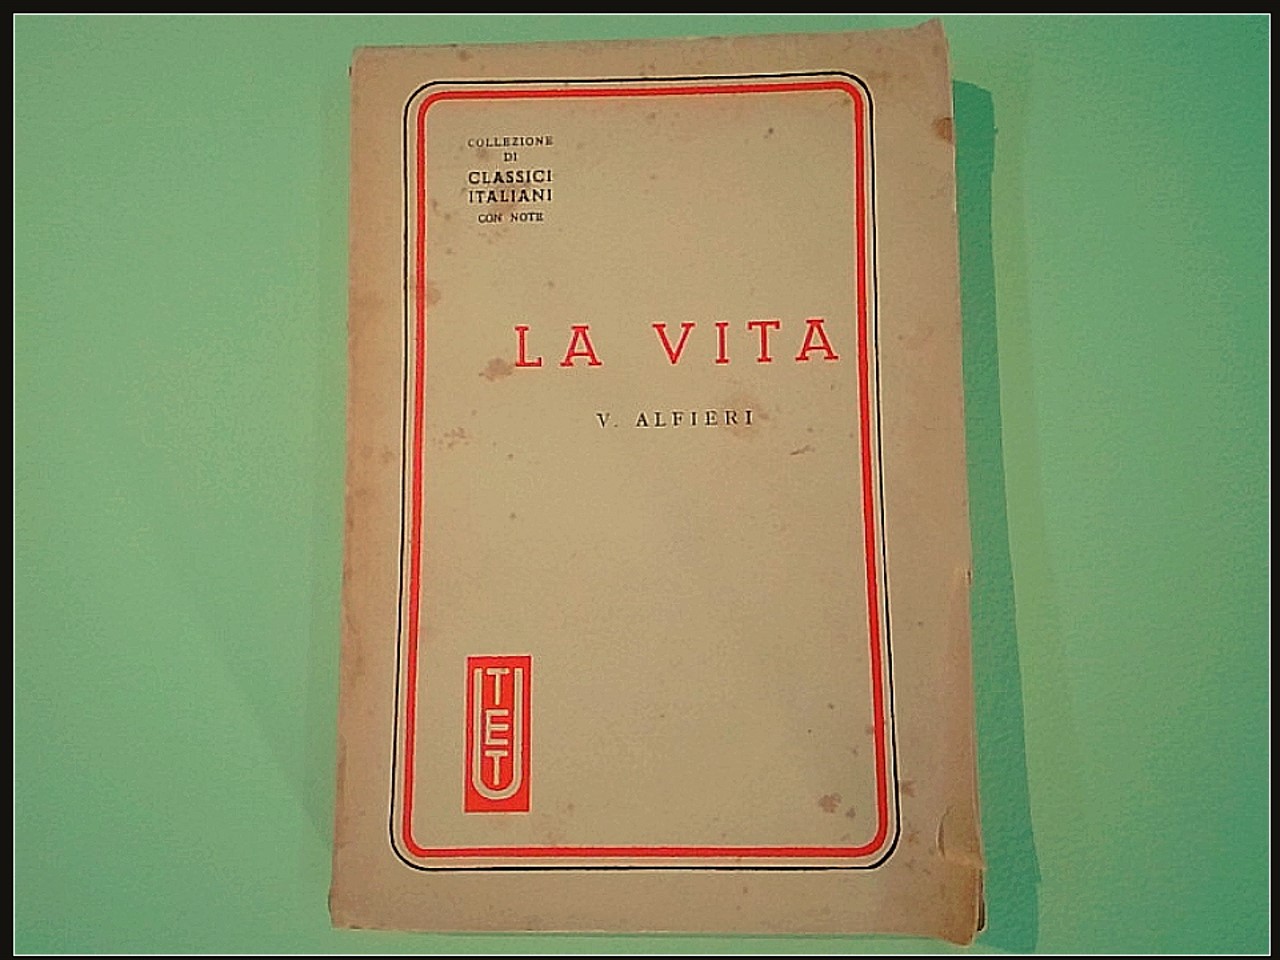 COLLEZIONE
DI
CLASSICI
ITALIANI
CON NOTE
LA VITA
V. ALFIERI
UTET